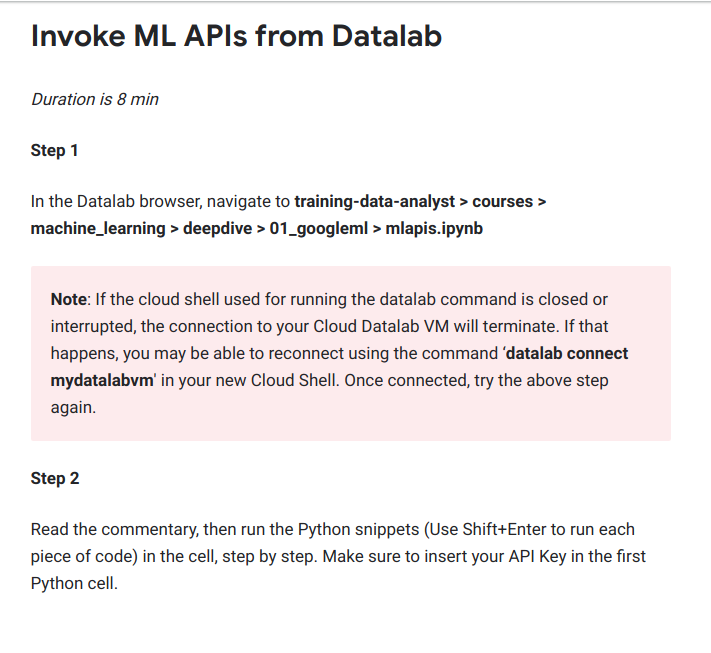 Invoke ML APIs from Datalab
Duration is 8 min
Step 1
In the Datalab browser, navigate to training-data-analyst > courses >
machine_learning > deepdive > 01_googleml > mlapis.ipynb
Note: If the cloud shell used for running the datalab command is closed or
interrupted, the connection to your Cloud Datalab VM will terminate. If that
happens, you may be able to reconnect using the command ‘datalab connect
mydatalabvm' in your new Cloud Shell. Once connected, try the above step
again.
Step 2
Read the commentary, then run the Python snippets (Use Shift+Enter to run each
piece of code) in the cell, step by step. Make sure to insert your API Key in the first
Python cell.